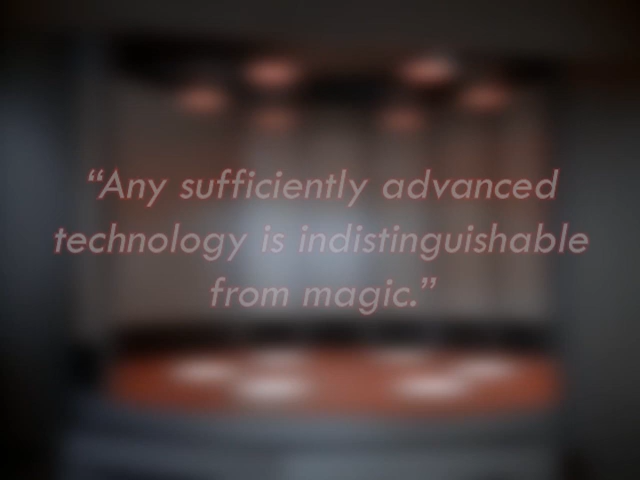 “Any sufficiently advanced
technology is indistinguishable
from magic.”